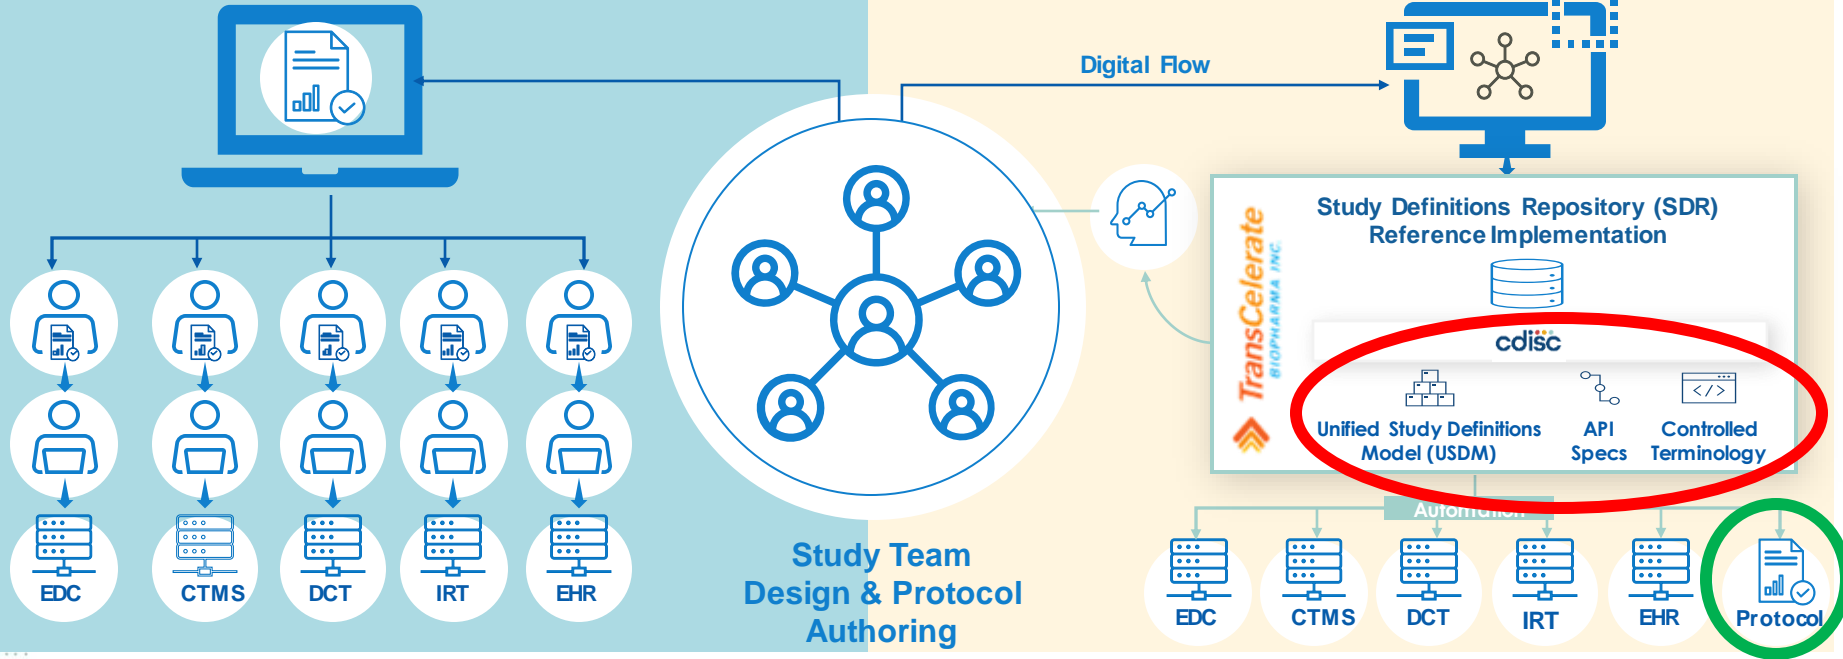 Digital Flow
Study Definitions Repository (SDR)
Reference Implementation
TransCelerate
BIOPHARMA INC.
cdisc
</>
Unified Study Definitions
Model (USDM)
API
Specs
Controlled
Terminology
Automation
EDC
CTMS
DCT
IRT
EHR
Study Team
Design & Protocol
Authoring
EDC
CTMS
DCT
IRT
EHR
Protocol